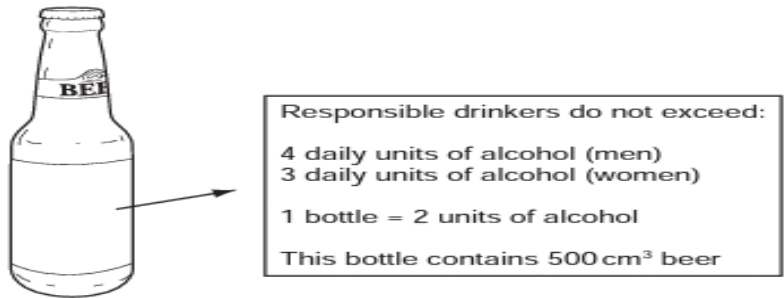 BEE
Responsible drinkers do not exceed:
4 daily units of alcohol (men)
3 daily units of alcohol (women)
1 bottle = 2 units of alcohol
This bottle contains 500 cm³ beer